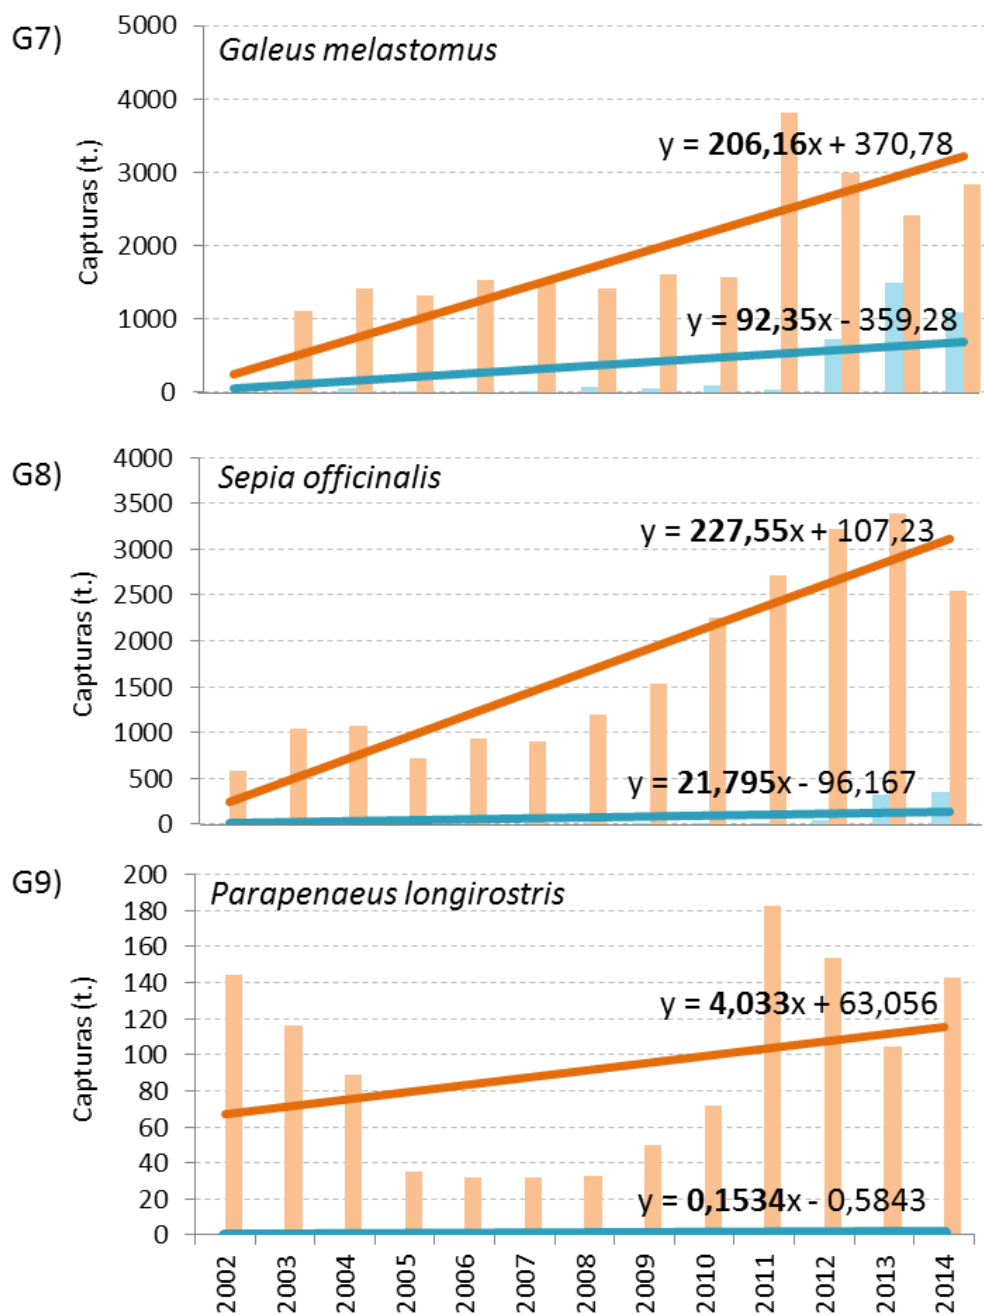 G7)
Galeus melastomus
Capturas (t.)
5000
4000
3000
2000
1000
0
y = 206,16x + 370,78
y = 92,35x - 359,28
G8)
Sepia officinalis
Capturas (t.)
4000
3500
3000
2500
2000
1500
1000
500
0
y = 227,55x + 107,23
y = 21,795x - 96,167
G9)
Parapenaeus longirostris
Capturas (t.)
200
180
160
140
120
100
80
60
40
20
0
y = 4,033x + 63,056
y = 0,1534x - 0,5843
2002
2003
2004
2005
2006
2007
2008
2009
2010
2011
2012
2013
2014